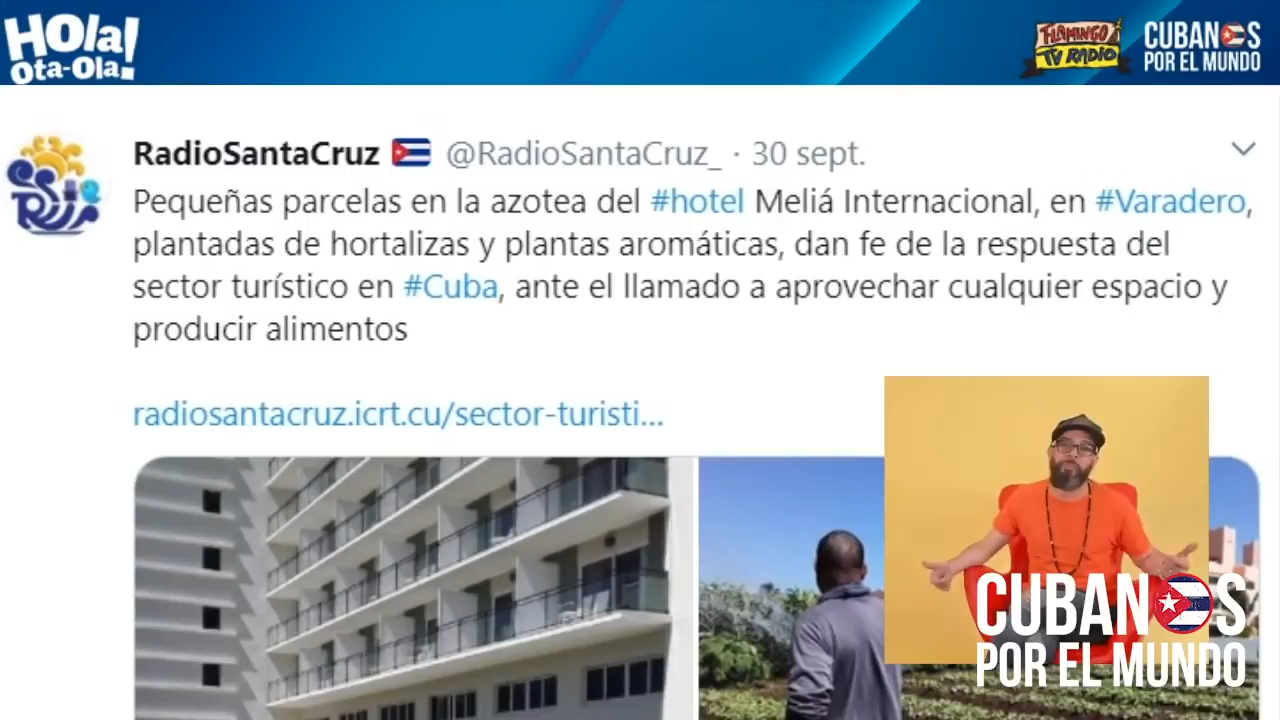 HOla!
Ota-Ola!
FLAMINGO
TV RADIO
CUBANOS
POR EL MUNDO
RadioSantaCruz @RadioSantaCruz_ · 30 sept.
Pequeñas parcelas en la azotea del #hotel Meliá Internacional, en #Varadero,
plantadas de hortalizas y plantas aromáticas, dan fe de la respuesta del
sector turístico en #Cuba, ante el llamado a aprovechar cualquier espacio y
producir alimentos
radiosantacruz.icrt.cu/sector-turisti...
CUBANOS
POR EL MUNDO